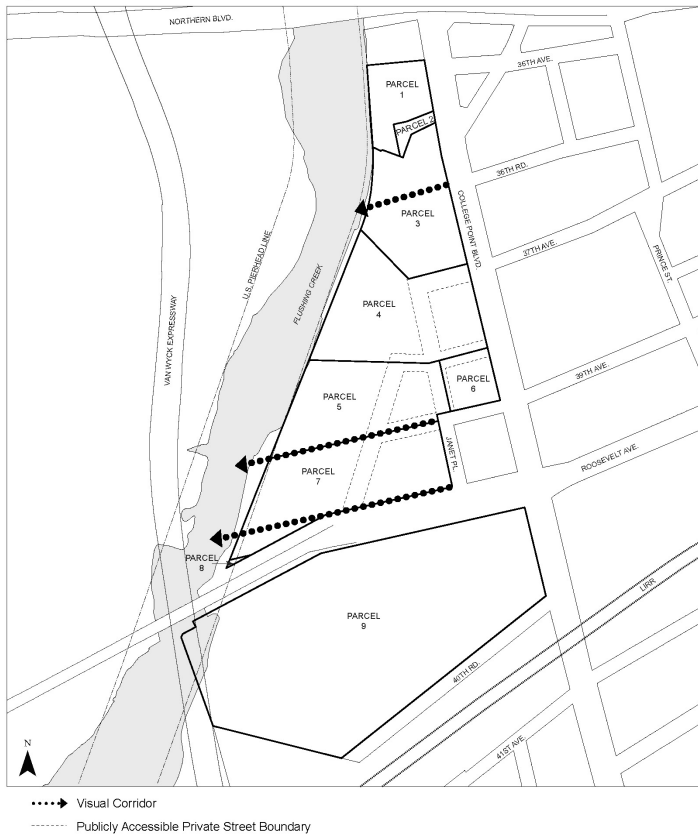 NORTHERN BLVD.
36TH AVE.
PARCEL
1
PARCEL 2
36TH RD.
PARCEL
3
COLLEGE POINT BLVD.
37TH AVE.
PRINCE ST.
U.S. PIERHEAD LINE
FLUSHING CREEK
VAN WYCK EXPRESSWAY
PARCEL
4
39TH AVE.
PARCEL
5
PARCEL
6
JANET PL.
ROOSEVELT AVE.
PARCEL
7
PARCEL
8
PARCEL
9
LIRR
40TH RD.
41ST AVE.
N
Visual Corridor
Publicly Accessible Private Street Boundary